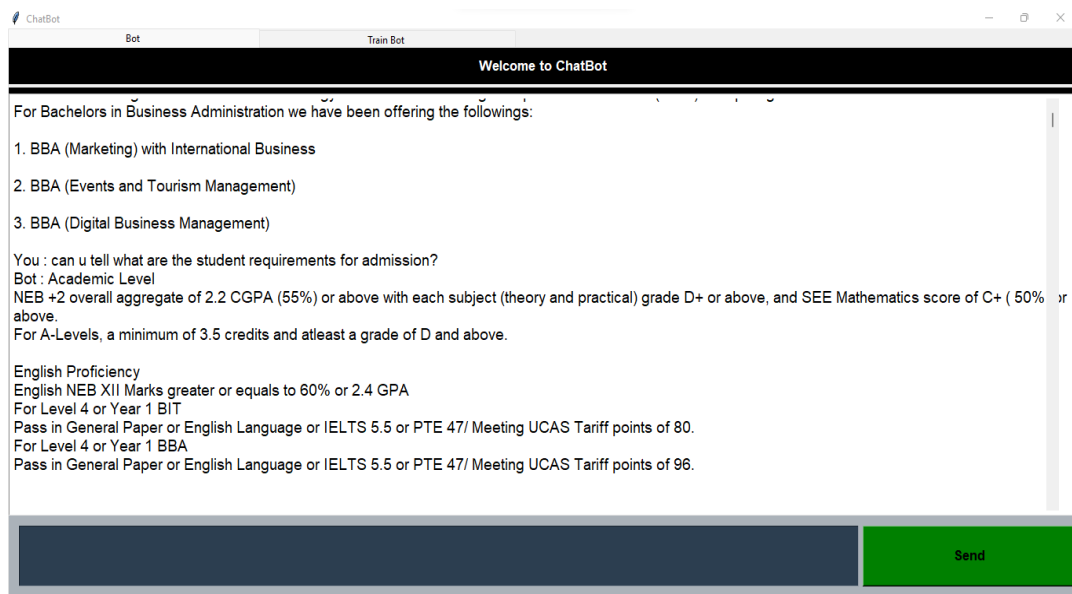 ChatBot
Bot
Train Bot
Welcome to ChatBot
For Bachelors in Business Administration we have been offering the followings:
1. BBA (Marketing) with International Business
2. BBA (Events and Tourism Management)
3. BBA (Digital Business Management)
You : can u tell what are the student requirements for admission?
Bot : Academic Level
NEB +2 overall aggregate of 2.2 CGPA (55%) or above with each subject (theory and practical) grade D+ or above, and SEE Mathematics score of C+ ( 50% or
above.
For A-Levels, a minimum of 3.5 credits and atleast a grade of D and above.
English Proficiency
English NEB XII Marks greater or equals to 60% or 2.4 GPA
For Level 4 or Year 1 BIT
Pass in General Paper or English Language or IELTS 5.5 or PTE 47/ Meeting UCAS Tariff points of 80.
For Level 4 or Year 1 BBA
Pass in General Paper or English Language or IELTS 5.5 or PTE 47/ Meeting UCAS Tariff points of 96.
Send